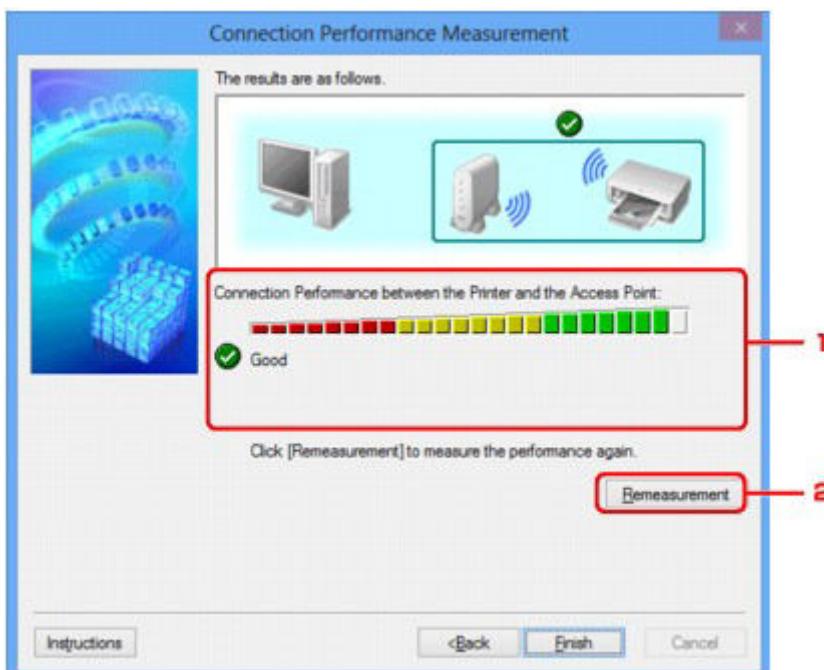 Connection Performance Measurement
The results are as follows.
Connection Performance between the Printer and the Access Point:
Good
1
Click [Remeasurement] to measure the performance again.
Remeasurement
2
Instructions
<Back
Finish
Cancel